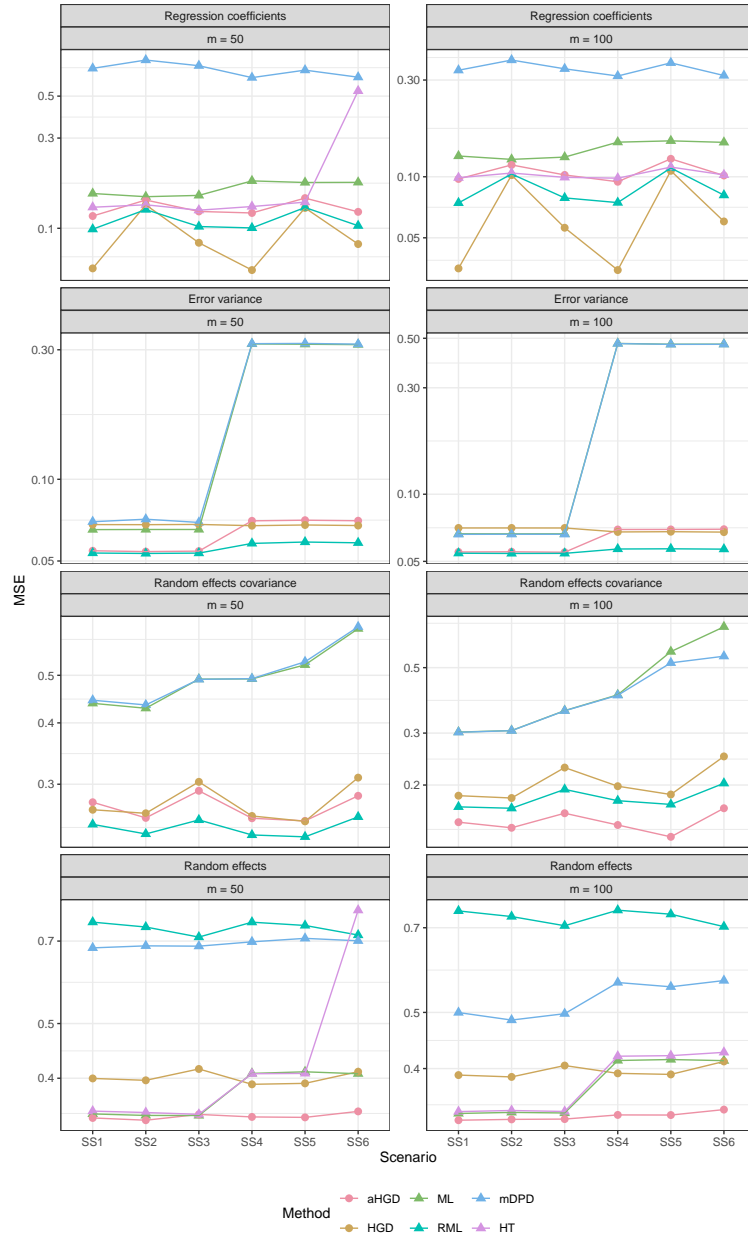 Regression coefficients
Regression coefficients
m = 50
m = 100
0.5
0.3
0.1
0.30
0.10
0.05
Error variance
Error variance
m = 50
m = 100
0.30
0.10
0.05
0.50
0.30
0.10
0.05
MSE
Random effects covariance
Random effects covariance
m = 50
m = 100
0.5
0.4
0.3
0.5
0.3
0.2
Random effects
Random effects
m = 50
m = 100
0.7
0.5
0.4
0.7
0.5
0.4
SS1 SS2 SS3 SS4 SS5 SS6
SS1 SS2 SS3 SS4 SS5 SS6
Scenario
Method
aHGD ML mDPD
HGD RML HT